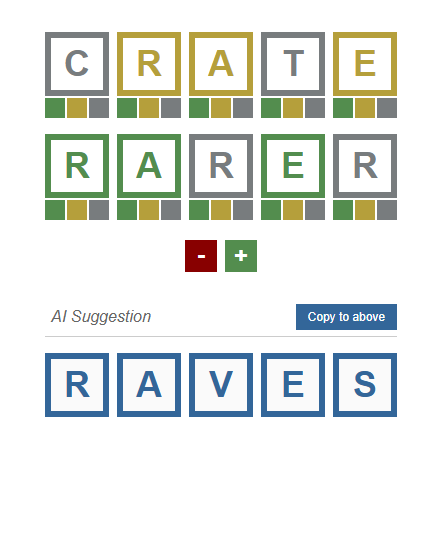 C R A T E
R A R E R
- +
AI Suggestion Copy to above
R A V E S